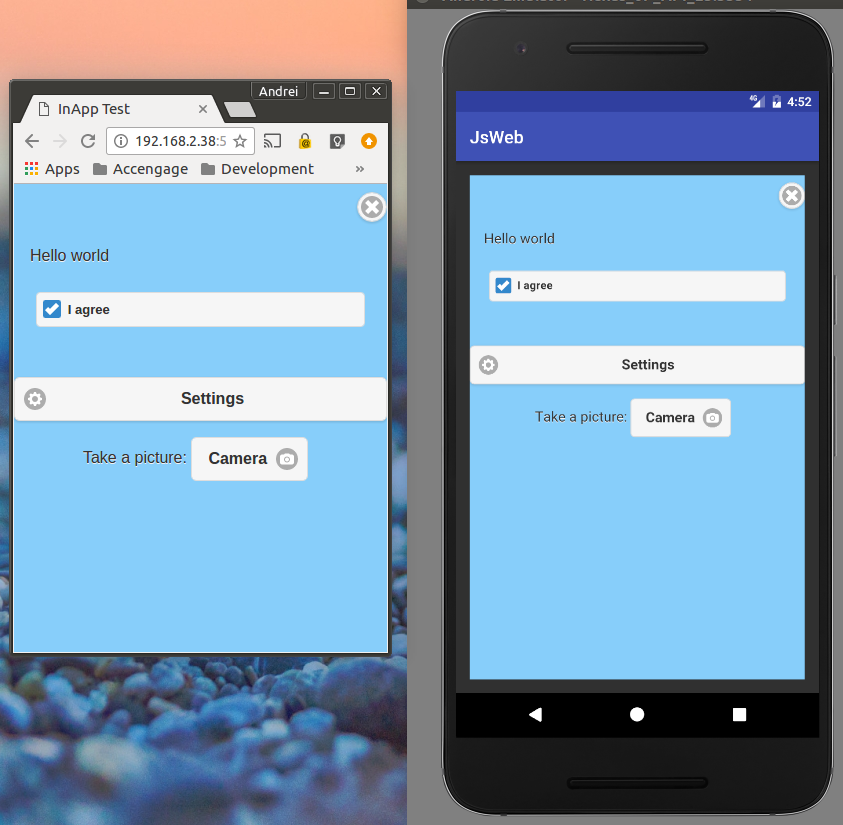 Andrei
InApp Test
192.168.2.38:5
Apps
Accengage
Development
»
Hello world
I agree
Settings
Take a picture:
Camera
4G
4:52
JsWeb
Hello world
I agree
Settings
Take a picture:
Camera